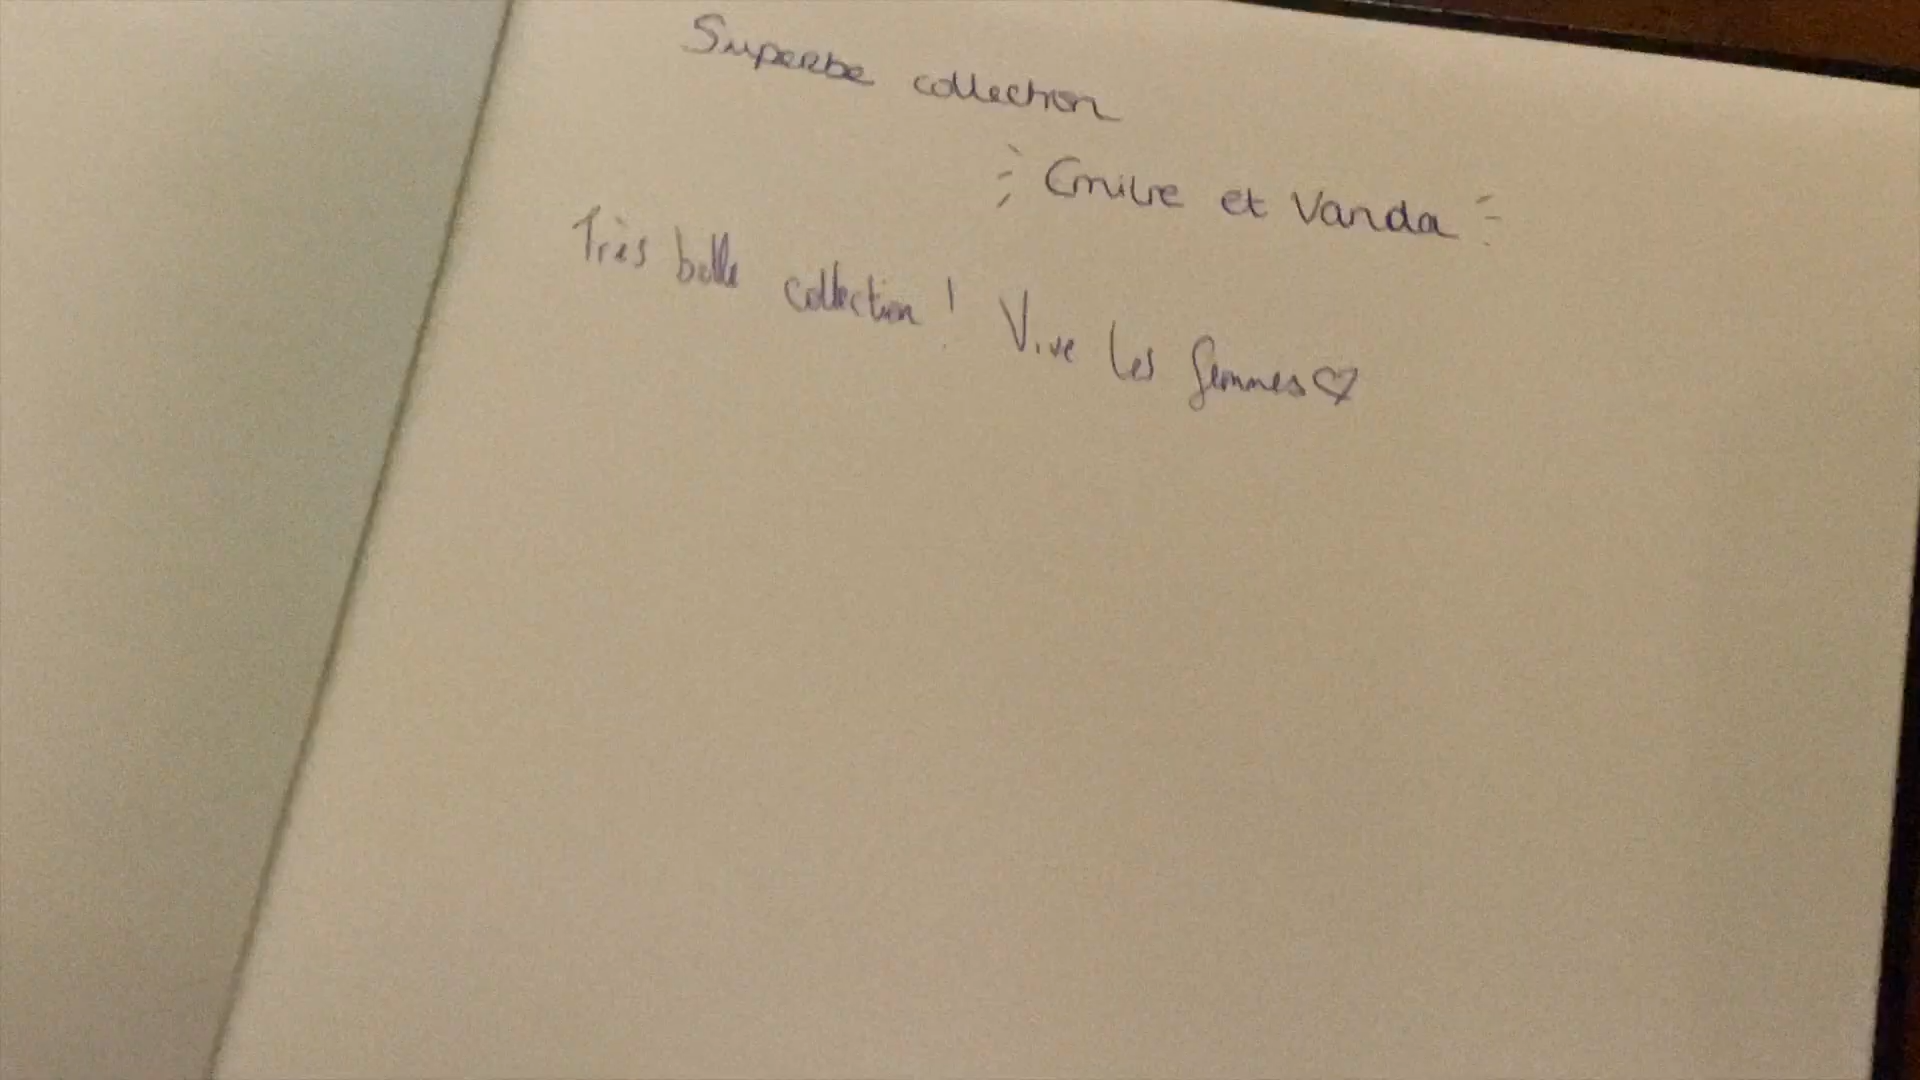 Superbe collection
Emilie et Vanda
Très belle collection ! Vive les femmes ♡